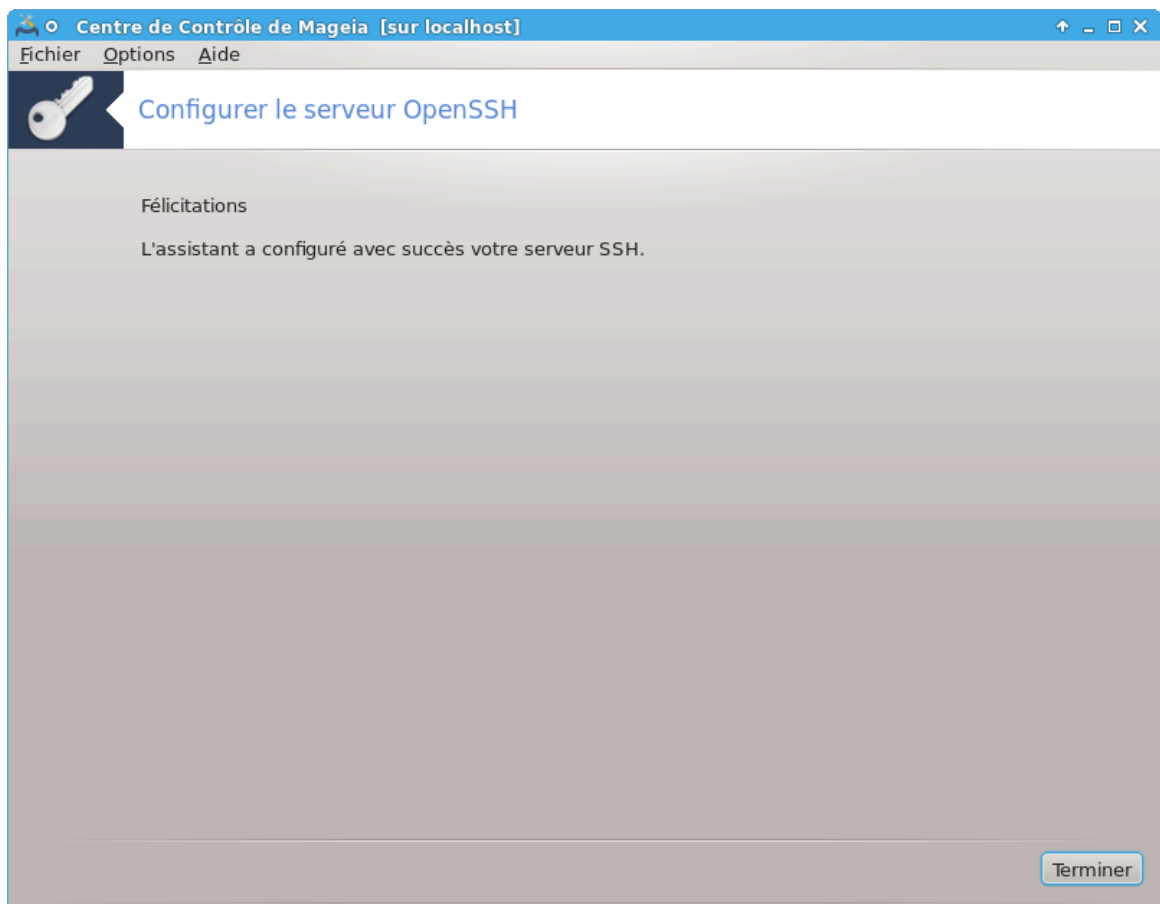 Centre de Contrôle de Mageia [sur localhost]
Fichier Options Aide
Configurer le serveur OpenSSH
Félicitations
L'assistant a configuré avec succès votre serveur SSH.
Terminer